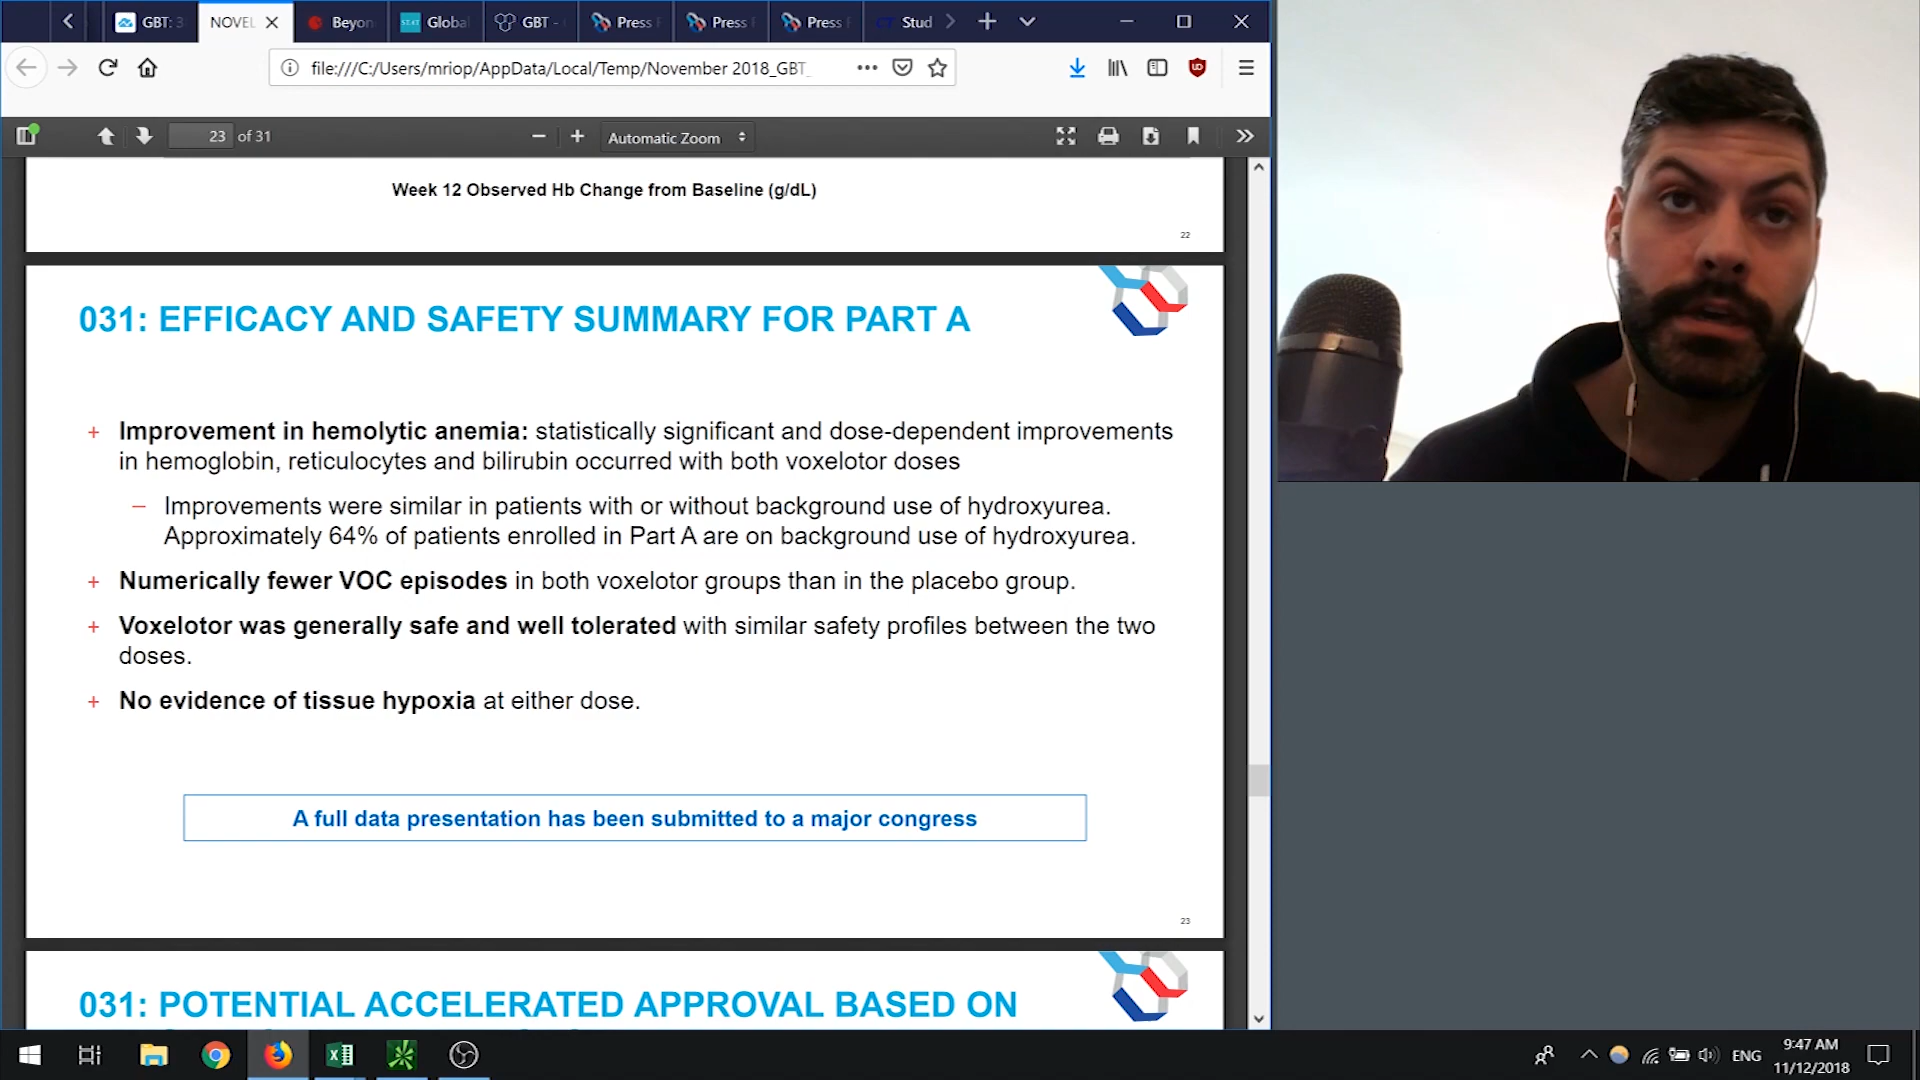 GBT: 3
NOVEL
Beyon
STAT
Global
GBT -
Press
Press
Press
CT
Stud
file:///C:/Users/mriop/AppData/Local/Temp/November 2018_GBT_
23 of 31
Automatic Zoom
Week 12 Observed Hb Change from Baseline (g/dL)
22
031: EFFICACY AND SAFETY SUMMARY FOR PART A
+ Improvement in hemolytic anemia: statistically significant and dose-dependent improvements
in hemoglobin, reticulocytes and bilirubin occurred with both voxelotor doses
– Improvements were similar in patients with or without background use of hydroxyurea.
Approximately 64% of patients enrolled in Part A are on background use of hydroxyurea.
+ Numerically fewer VOC episodes in both voxelotor groups than in the placebo group.
+ Voxelotor was generally safe and well tolerated with similar safety profiles between the two
doses.
+ No evidence of tissue hypoxia at either dose.
A full data presentation has been submitted to a major congress
23
031: POTENTIAL ACCELERATED APPROVAL BASED ON
ENG
9:47 AM
11/12/2018